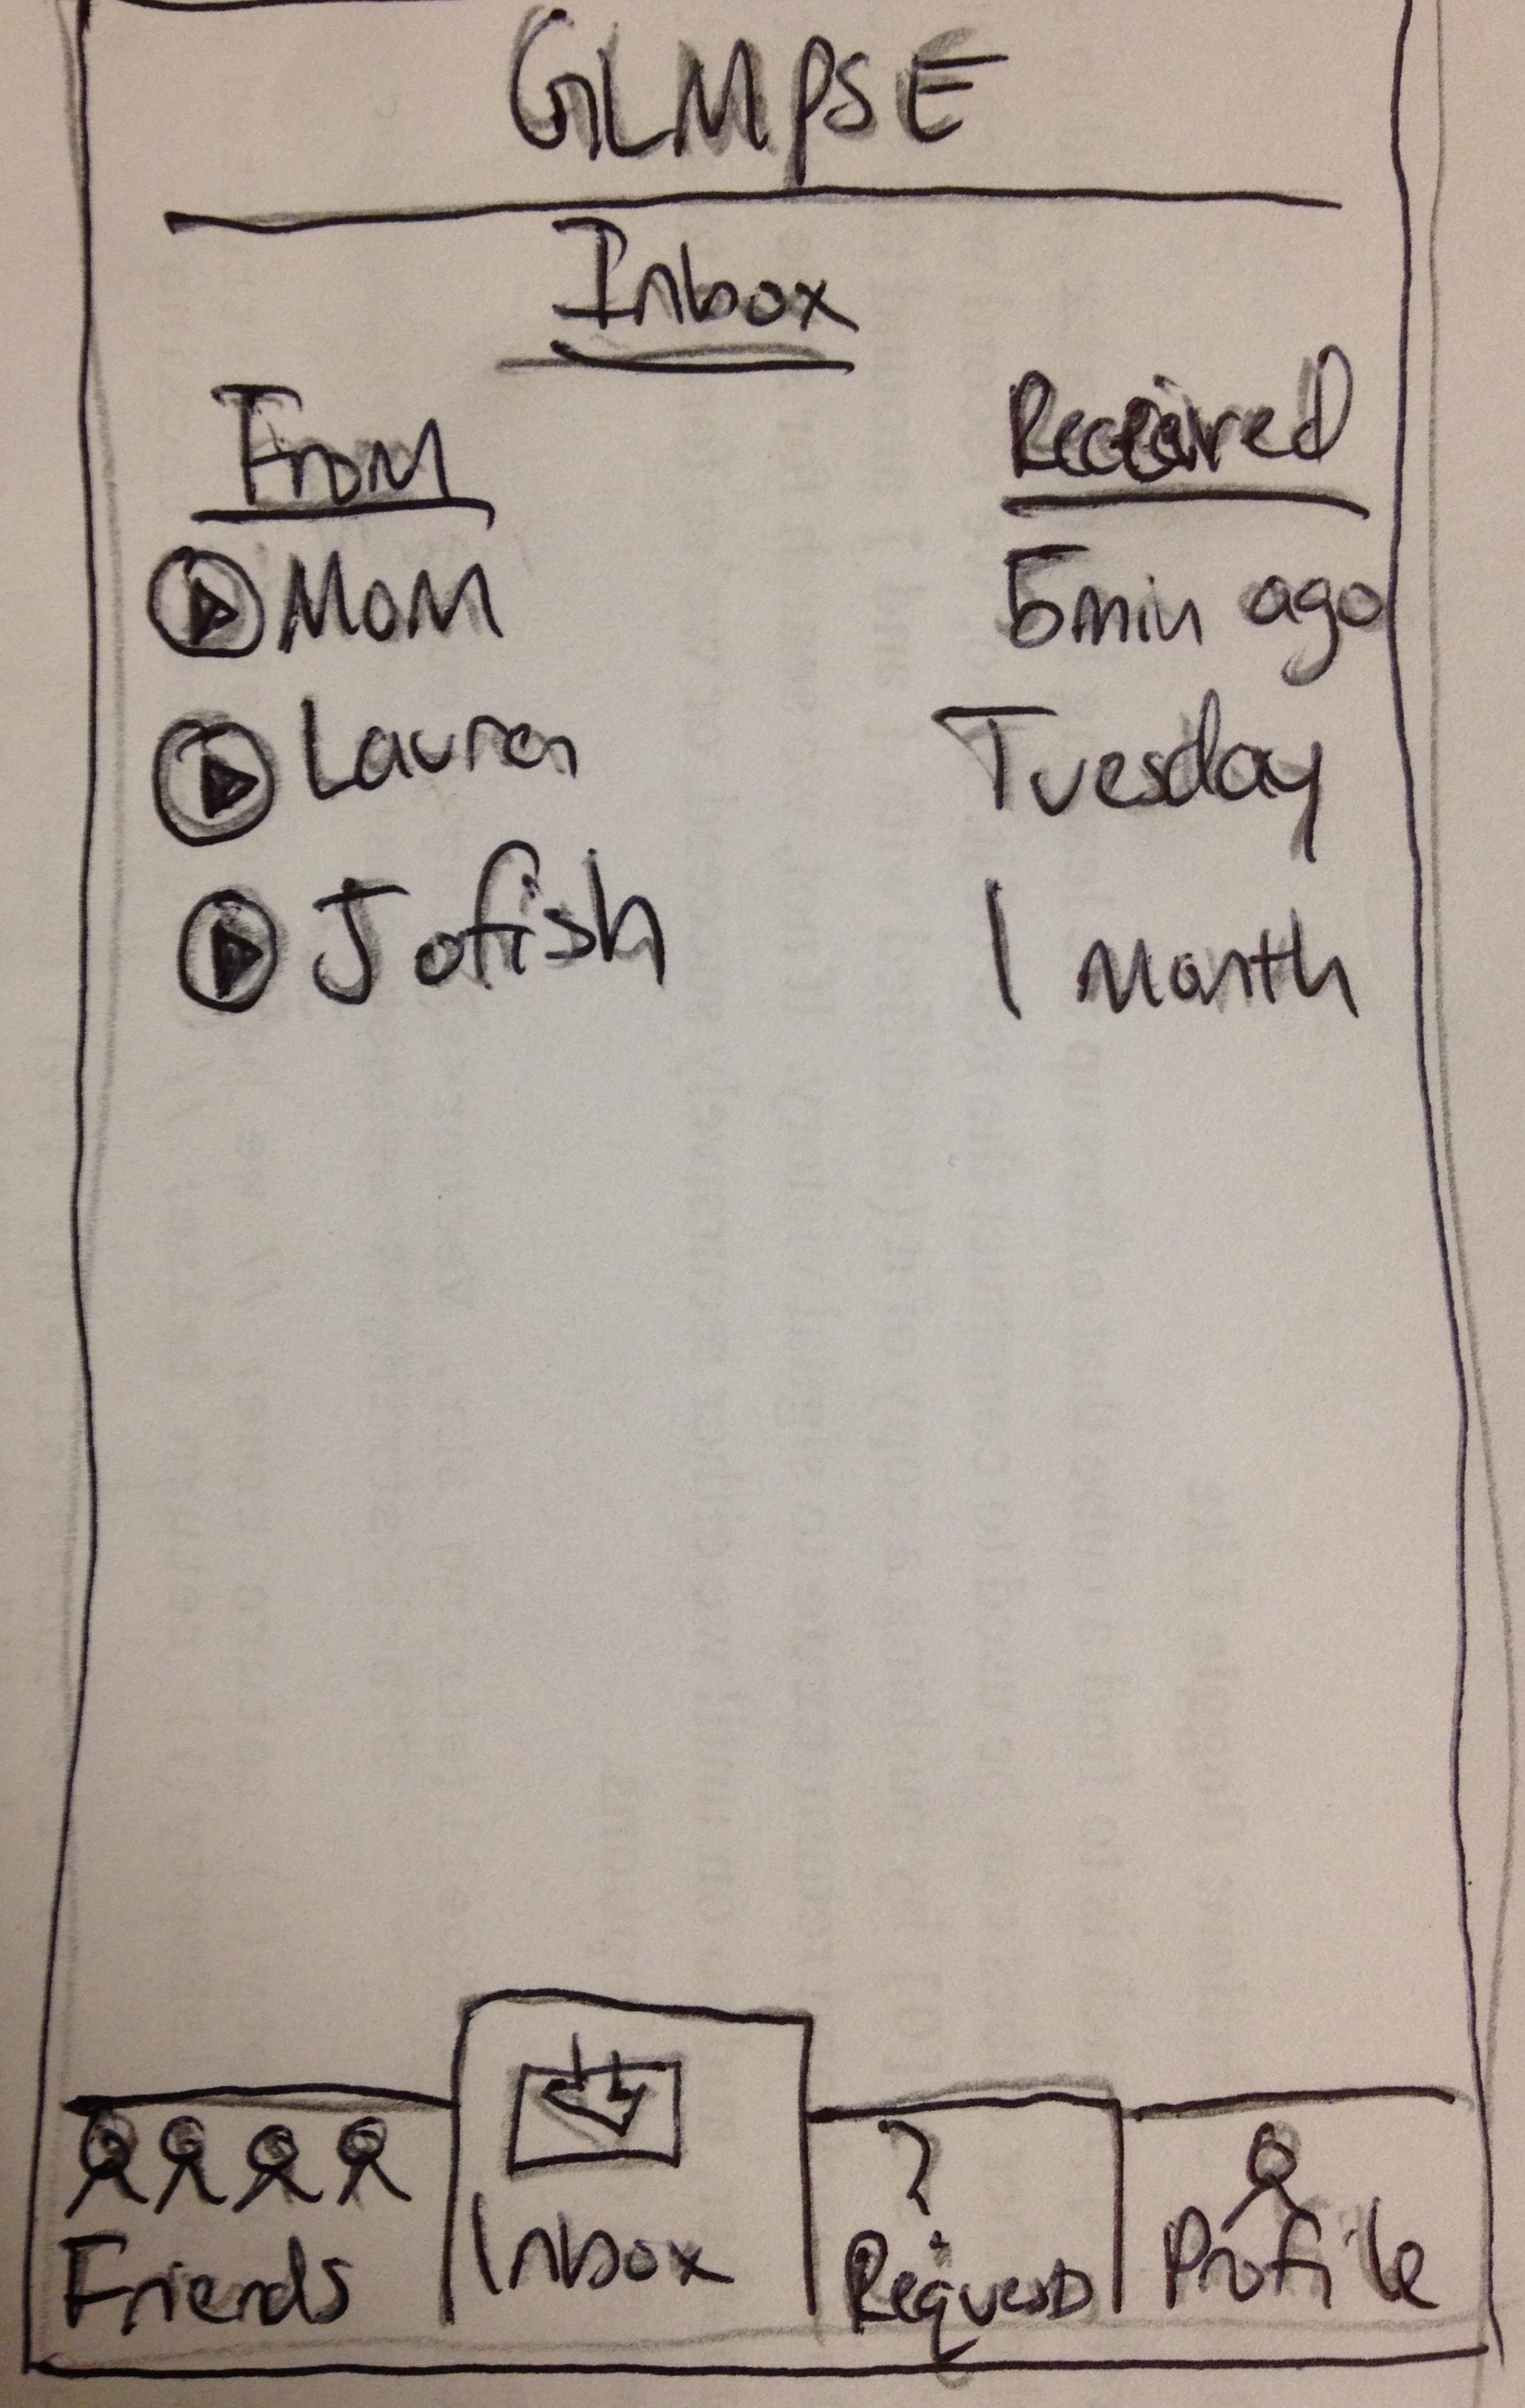 GLMPSE
Inbox
From Received
Mom 5min ago
Lauren Tuesday
Jofish 1 Month
Friends Inbox ? Requests Profile